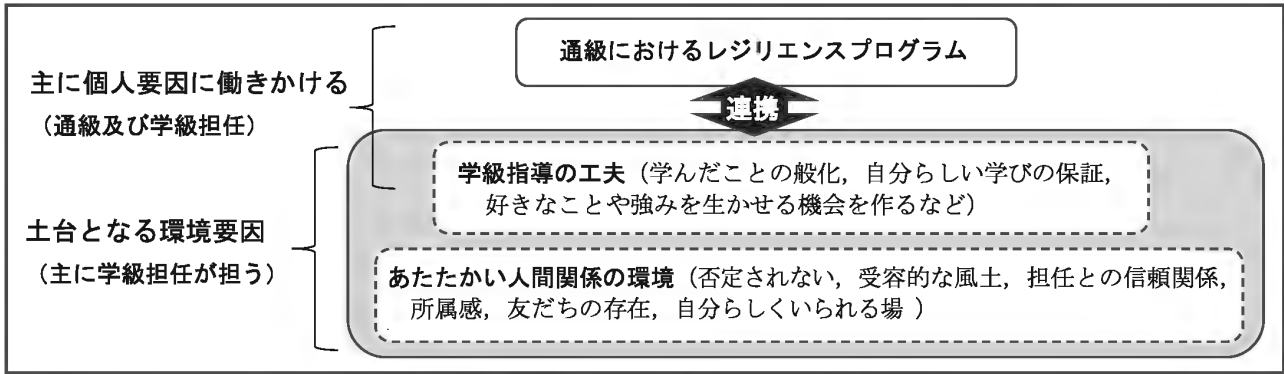 通級におけるレジリエンスプログラム
主に個人要因に働きかける
(通級及び学級担任)
連携
学級指導の工夫(学んだことの般化,自分らしい学びの保証,
好きなことや強みを生かせる機会を作るなど)
土台となる環境要因
(主に学級担任が担う)
あたたかい人間関係の環境(否定されない,受容的な風土,担任との信頼関係,
所属感,友だちの存在,自分らしくいられる場 )